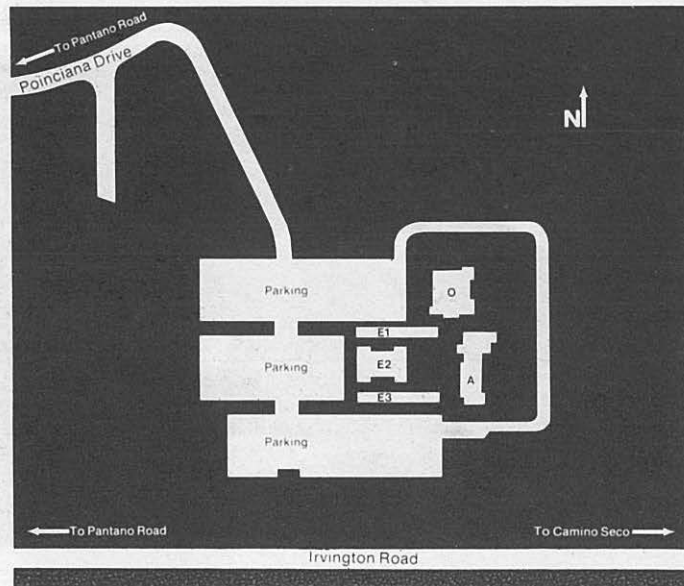 To Pantano Road
Poinciana Drive
N
Parking
O
E1
Parking
E2
A
E3
Parking
To Pantano Road
To Camino Seco
Irvington Road